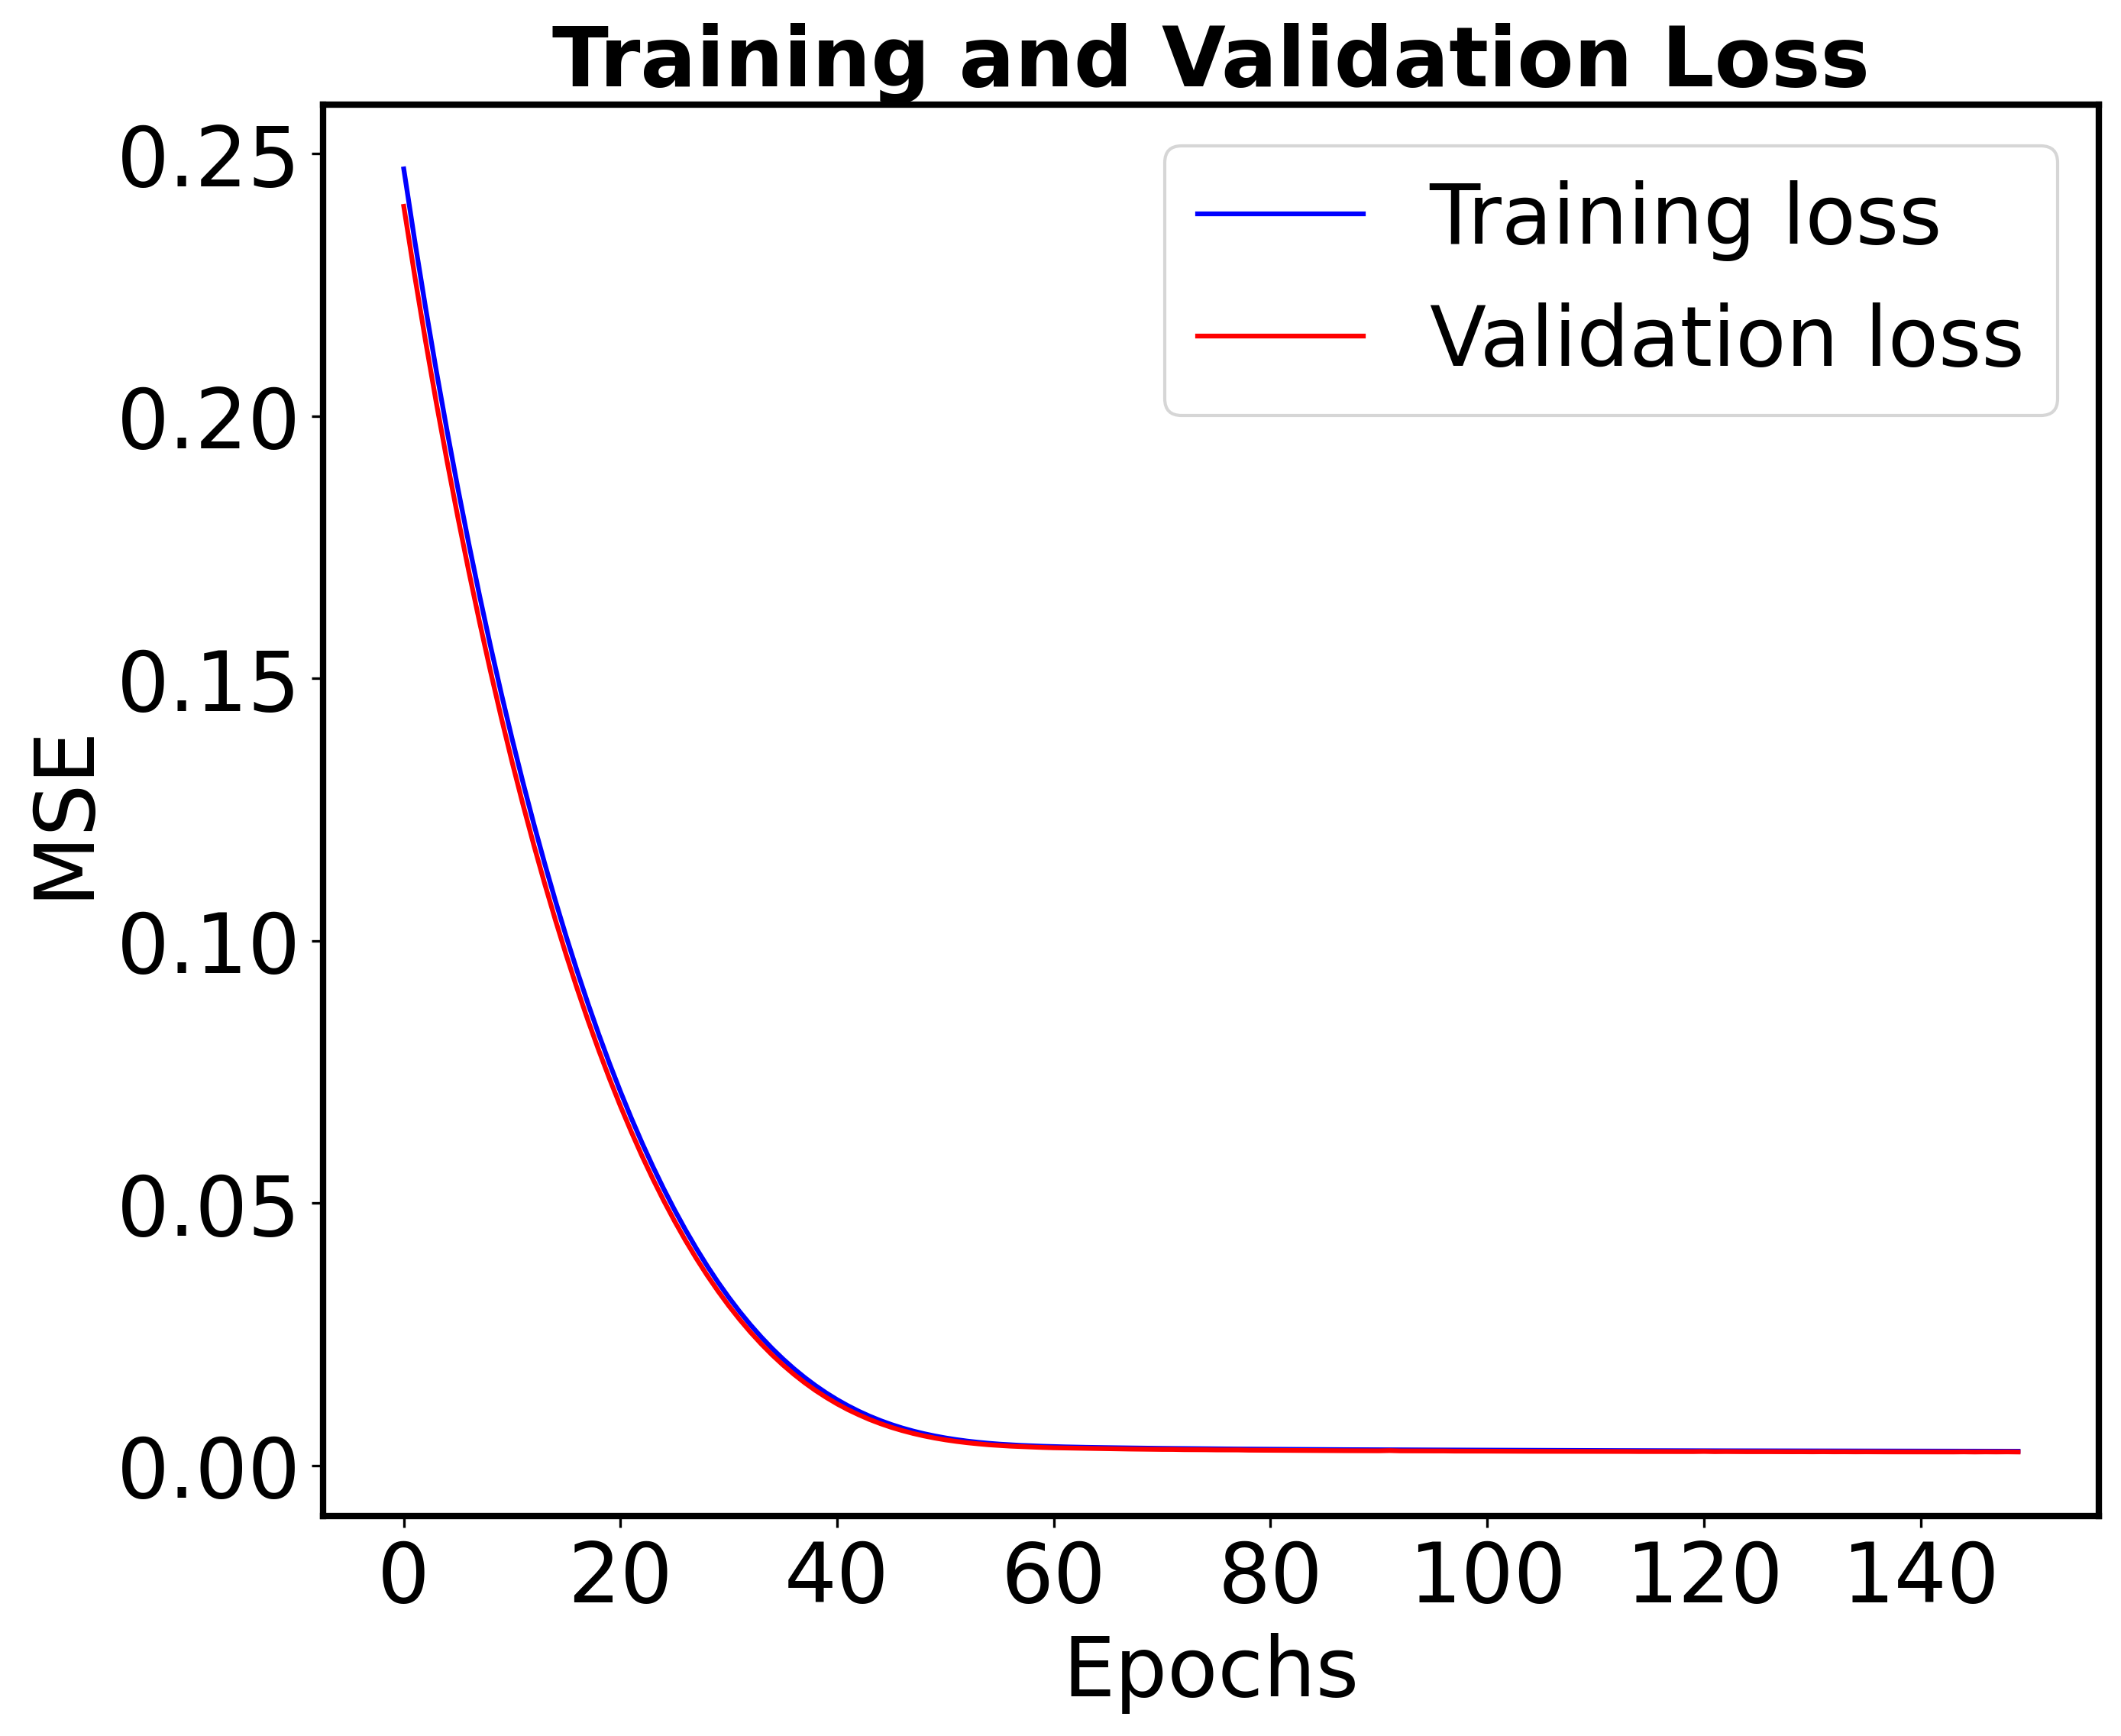 Training and Validation Loss
0.25
0.20
0.15
0.10
0.05
0.00
MSE
Training loss
Validation loss
0 20 40 60 80 100 120 140
Epochs